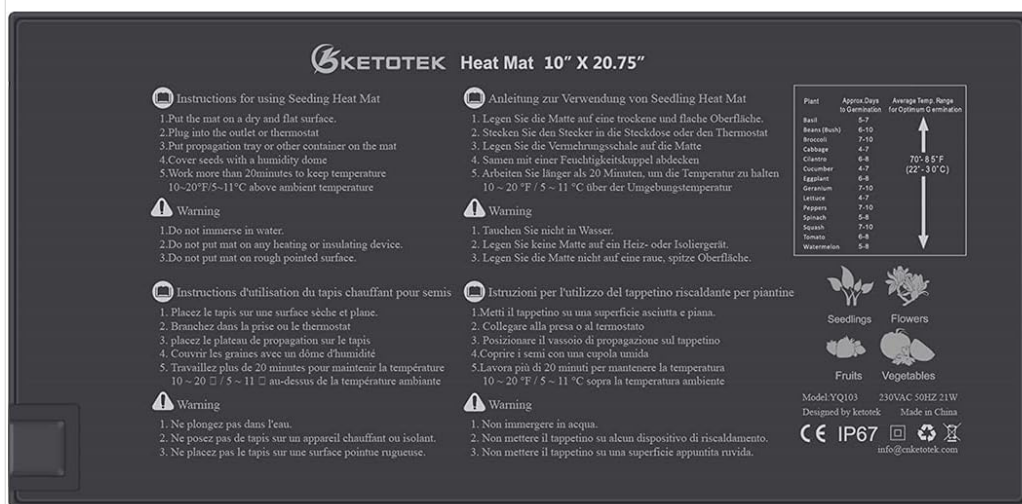 KETOTEK Heat Mat 10″ X 20.75″
Instructions for using Seeding Heat Mat
1.Put the mat on a dry and flat surface.
2.Plug into the outlet or thermostat
3.Put propagation tray or other container on the mat
4.Cover seeds with a humidity dome
5.Work more than 20minutes to keep temperature
10~20°F/5~11°C above ambient temperature
Warning
1.Do not immerse in water.
2.Do not put mat on any heating or insulating device.
3.Do not put mat on rough pointed surface.
Anleitung zur Verwendung von Seedling Heat Mat
1. Legen Sie die Matte auf eine trockene und flache Oberfläche.
2. Stecken Sie den Stecker in die Steckdose oder den Thermostat
3. Legen Sie die Vermehrungsschale auf die Matte
4. Samen mit einer Feuchtigkeitskuppel abdecken
5. Arbeiten Sie länger als 20 Minuten, um die Temperatur zu halten
10 ~ 20 °F / 5 ~ 11 °C über der Umgebungstemperatur
Warning
1. Tauchen Sie nicht in Wasser.
2. Legen Sie keine Matte auf ein Heiz- oder Isoliergerät.
3. Legen Sie die Matte nicht auf eine raue, spitze Oberfläche.
Instructions d'utilisation du tapis chauffant pour semis
1. Placez le tapis sur une surface sèche et plane.
2. Branchez dans la prise ou le thermostat
3. placez le plateau de propagation sur le tapis
4. Couvrir les graines avec un dôme d'humidité
5. Travaillez plus de 20 minutes pour maintenir la température
10 ~ 20 □ / 5 ~ 11 □ au-dessus de la température ambiante
Warning
1. Ne plongez pas dans l'eau.
2. Ne posez pas de tapis sur un appareil chauffant ou isolant.
3. Ne placez pas le tapis sur une surface pointue rugueuse.
Istruzioni per l'utilizzo del tappetino riscaldante per piantine
1.Metti il tappetino su una superficie asciutta e piana.
2. Collegare alla presa o al termostato
3. Posizionare il vassoio di propagazione sul tappetino
4.Coprire i semi con una cupola umida
5.Lavora più di 20 minuti per mantenere la temperatura
10 ~ 20 °F / 5 ~ 11 °C sopra la temperatura ambiente
Warning
1. Non immergere in acqua.
2. Non mettere il tappetino su alcun dispositivo di riscaldamento.
3. Non mettere il tappetino su una superficie appuntita ruvida.
Plant Approx.Days to Germination Average Temp. Range for Optimum Germination
Basil 5-7
Beans (Bush) 6-10
Broccoli 7-10
Cabbage 4-7
Cilantro 6-8
Cucumber 4-7
Eggplant 6-8
Geranium 7-10
Lettuce 4-7
Peppers 7-10
Spinach 5-8
Squash 7-10
Tomato 6-8
Watermelon 5-8
70°-85°F
(22°-30°C)
Seedlings Flowers
Fruits Vegetables
Model:YQ103 230VAC 50HZ 21W
Designed by ketotek Made in China
CE IP67
info@cnketotek.com